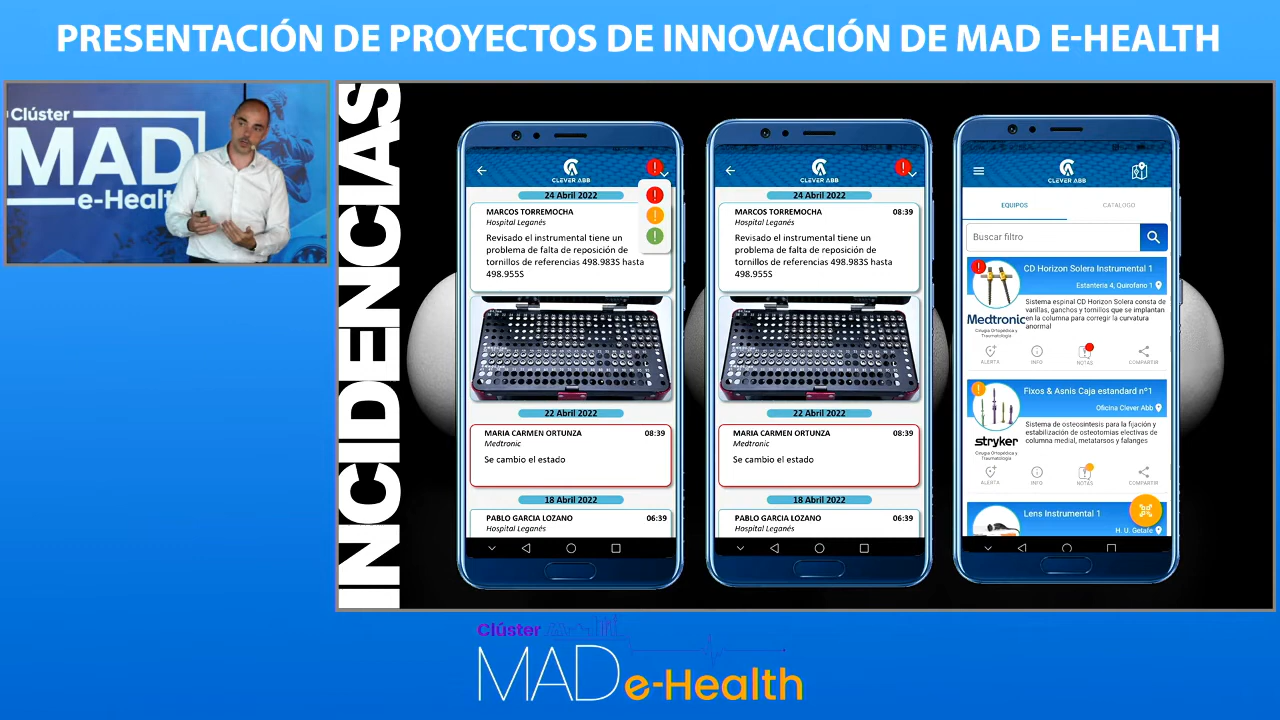 PRESENTACIÓN DE PROYECTOS DE INNOVACIÓN DE MAD E-HEALTH
Clúster
MAD
e-Healt
INCIDENCIAS
CLEVER ABB
24 Abril 2022
MARCOS TORREMOCHA
Hospital Leganés
Revisado el instrumental tiene un
problema de falta de reposición de
tornillos de referencias 498.983S hasta
498.955S
22 Abril 2022
MARIA CARMEN ORTUNZA 08:39
Medtronic
Se cambio el estado
18 Abril 2022
PABLO GARCIA LOZANO 06:39
Hospital Leganés
CLEVER ABB
24 Abril 2022
MARCOS TORREMOCHA 08:39
Hospital Leganés
Revisado el instrumental tiene un
problema de falta de reposición de
tornillos de referencias 498.983S hasta
498.955S
22 Abril 2022
MARIA CARMEN ORTUNZA 08:39
Medtronic
Se cambio el estado
18 Abril 2022
PABLO GARCIA LOZANO 06:39
Hospital Leganés
CLEVER ABB
EQUIPOS CATALOGO
Buscar filtro
CD Horizon Solera Instrumental 1
Estanteria 4, Quirofano 1
Sistema espinal CD Horizon Solera consta de
varillas, ganchos y tornillos que se implantan
en la columna para corregir la curvatura
anormal
Medtronic
Cirugia Ortopédica y
Traumatología
ALERTA INFO NOTAS COMPARTIR
Fixos & Asnis Caja estandard nº1
Oficina Clever Abb
Sistema de osteosintesis para la fijación y
estabilización de osteotomias electivas de
columna medial, metatarsos y falanges
stryker
Cirugia Ortopédica y
Traumatología
ALERTA INFO NOTAS COMPARTIR
Lens Instrumental 1
H. U. Getafe
Clúster
MAD e-Health